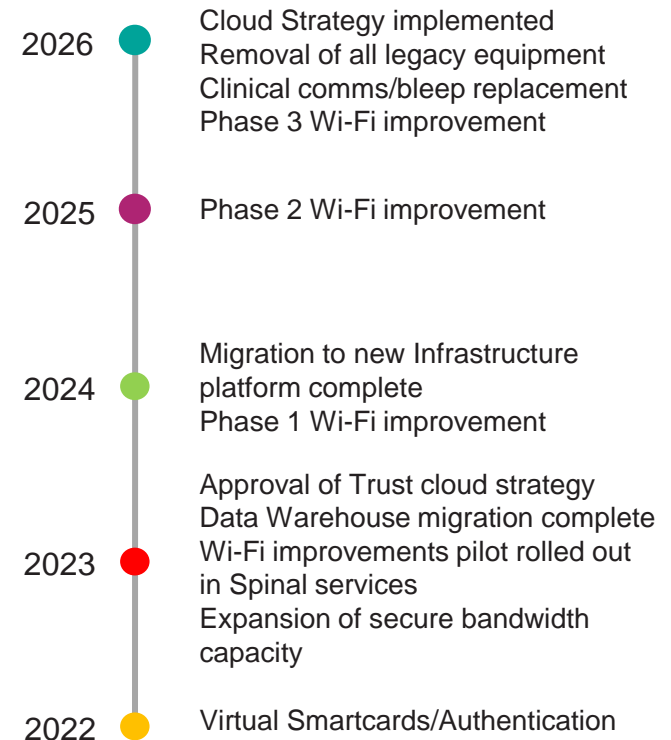 2026
Cloud Strategy implemented
Removal of all legacy equipment
Clinical comms/bleep replacement
Phase 3 Wi-Fi improvement
2025
Phase 2 Wi-Fi improvement
2024
Migration to new Infrastructure
platform complete
Phase 1 Wi-Fi improvement
2023
Approval of Trust cloud strategy
Data Warehouse migration complete
Wi-Fi improvements pilot rolled out
in Spinal services
Expansion of secure bandwidth
capacity
2022
Virtual Smartcards/Authentication